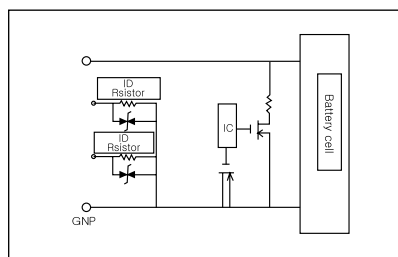 ID
Rsistor
ID
Rsistor
IC
Battery cell
GNP